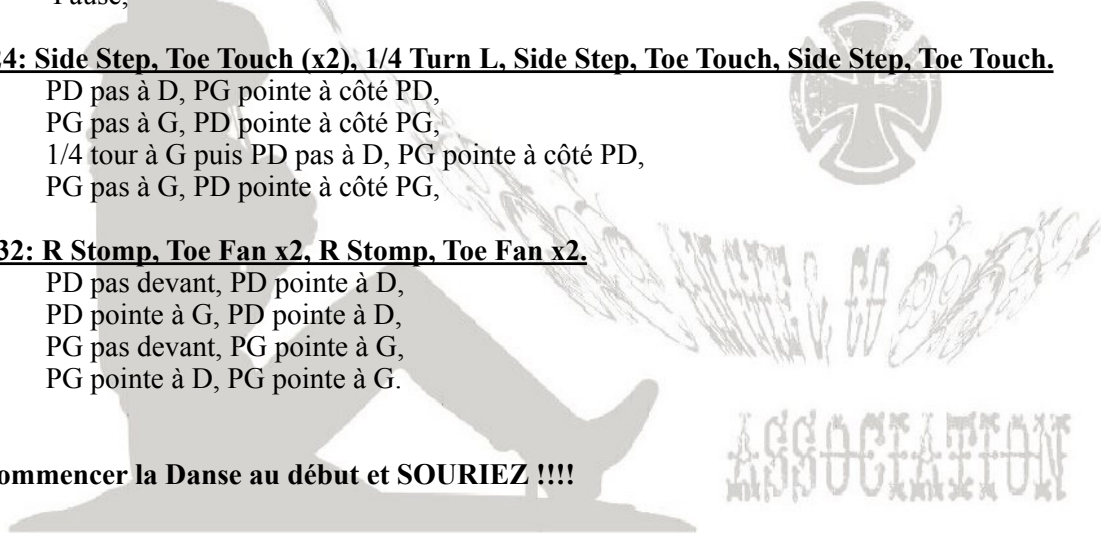 Pause,
24: Side Step, Toe Touch (x2), 1/4 Turn L, Side Step, Toe Touch, Side Step, Toe Touch.
PD pas à D, PG pointe à côté PD,
PG pas à G, PD pointe à côté PG,
1/4 tour à G puis PD pas à D, PG pointe à côté PD,
PG pas à G, PD pointe à côté PG,
32: R Stomp, Toe Fan x2, R Stomp, Toe Fan x2.
PD pas devant, PD pointe à D,
PD pointe à G, PD pointe à D,
PG pas devant, PG pointe à G,
PG pointe à D, PG pointe à G.
ommencer la Danse au début et SOURIEZ !!!!
ASSOCIATION